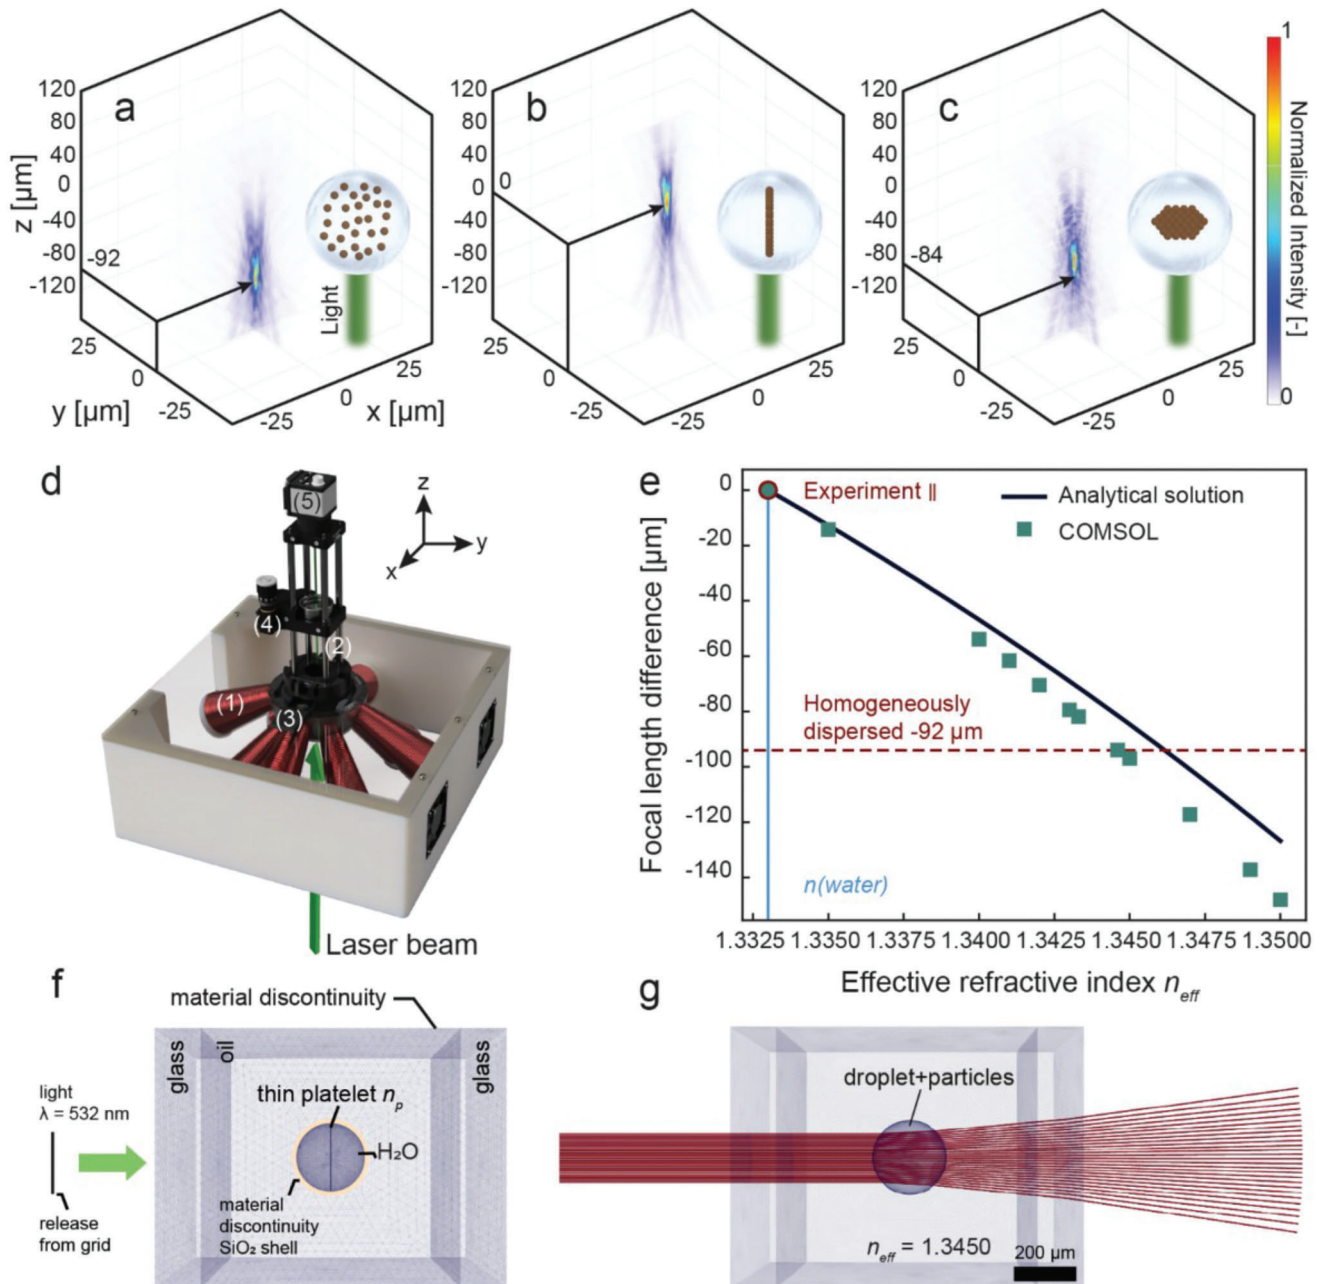 a
z [µm]
120
80
40
0
-40
-80
-92
-120
25
0
-25
y [µm]
-25
0
25
x [µm]
Light
b
120
80
40
0
0
-40
-80
-120
25
0
-25
-25
0
25
c
120
80
40
0
-40
-80
-84
-120
25
0
-25
-25
0
25
1
Normalized Intensity [-]
0
d
(5)
(4)
(2)
(1)
(3)
z
y
x
Laser beam
e
Focal length difference [µm]
0
-20
-40
-60
-80
-100
-120
-140
Experiment ||
Analytical solution
COMSOL
Homogeneously
dispersed -92 µm
n(water)
1.3325 1.3350 1.3375 1.3400 1.3425 1.3450 1.3475 1.3500
Effective refractive index neff
f
material discontinuity
glass
oil
glass
light
λ = 532 nm
thin platelet np
H₂O
material
discontinuity
SiO₂ shell
release
from grid
g
droplet+particles
neff = 1.3450
200 µm